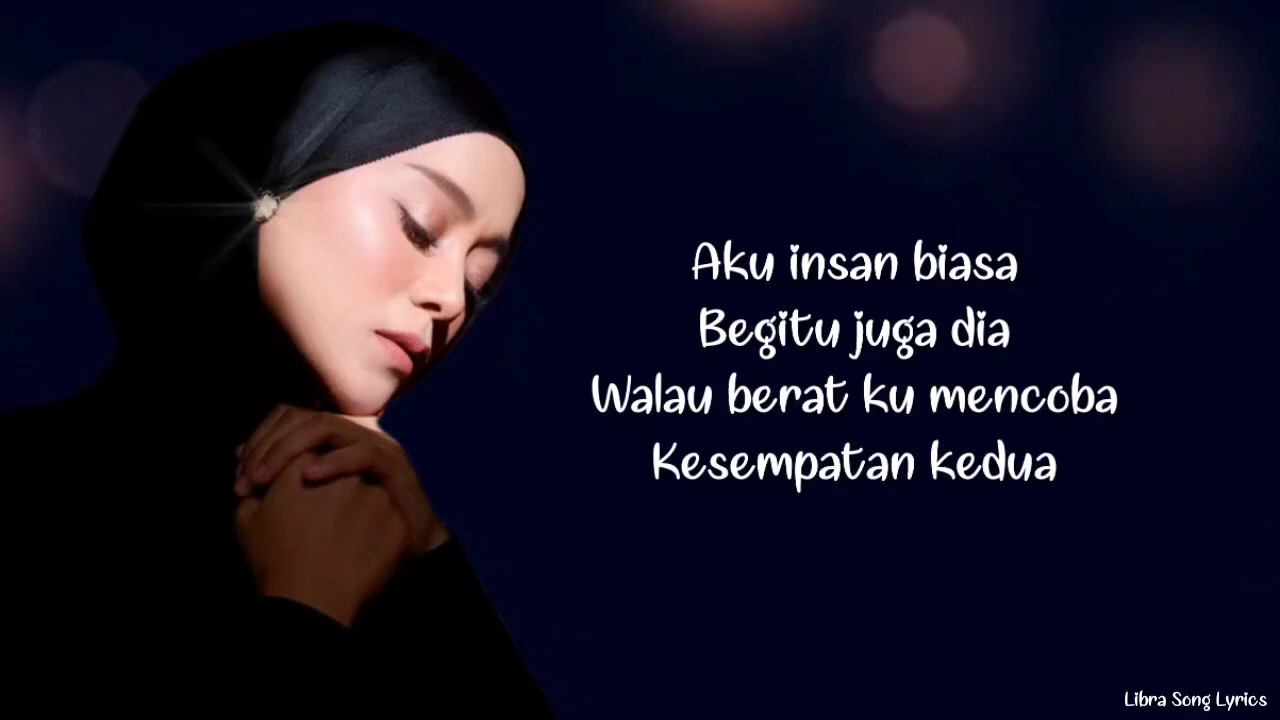 Aku insan biasa
Begitu juga dia
Walau berat ku mencoba
Kesempatan kedua
Libra Song Lyrics